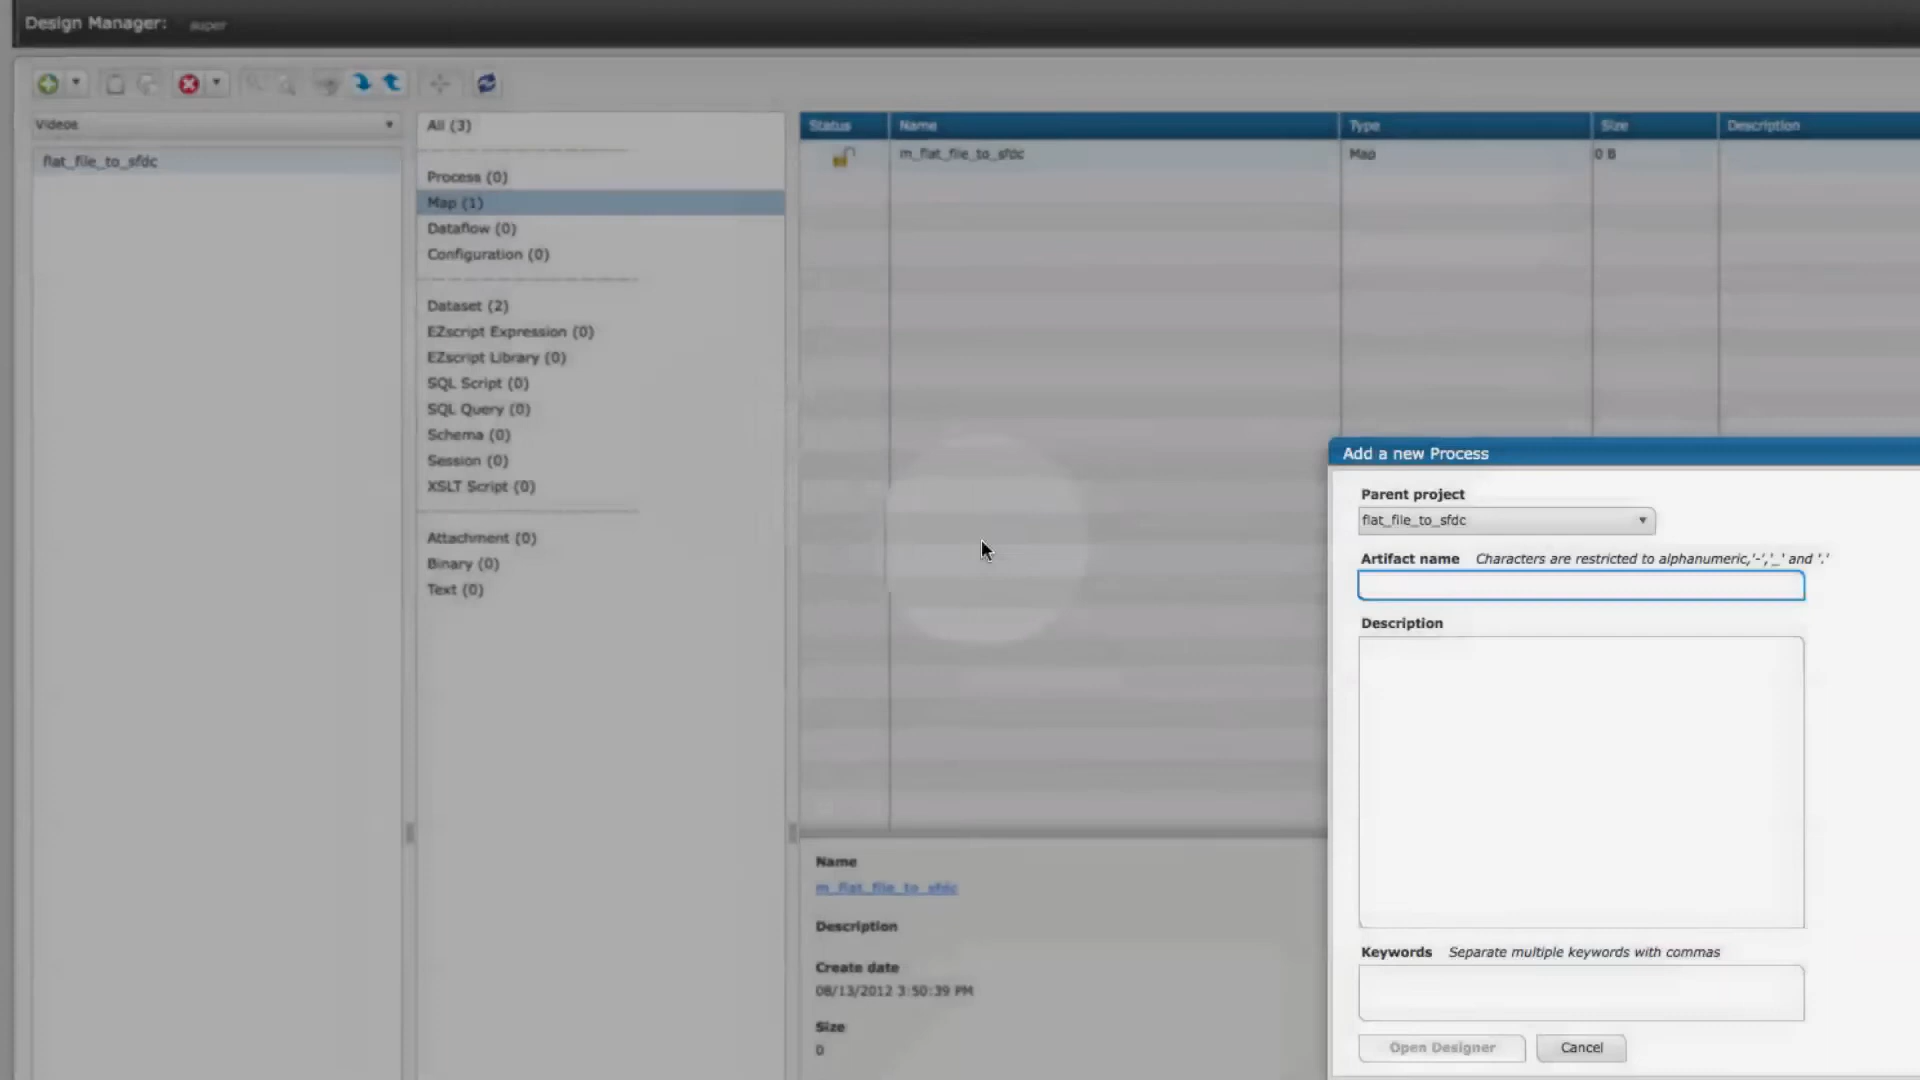 Design Manager: super
Videos
flat_file_to_sfdc
All (3)
Process (0)
Map (1)
Dataflow (0)
Configuration (0)
Dataset (2)
EZscript Expression (0)
EZscript Library (0)
SQL Script (0)
SQL Query (0)
Schema (0)
Session (0)
XSLT Script (0)
Attachment (0)
Binary (0)
Text (0)
Status Name Type Size Description
m_flat_file_to_sfdc Map 0 B
Name
m_flat_file_to_sfdc
Description
Create date
08/13/2012 3:50:39 PM
Size
0
Add a new Process
Parent project
flat_file_to_sfdc
Artifact name Characters are restricted to alphanumeric,'-','_' and '.'
Description
Keywords Separate multiple keywords with commas
Open Designer Cancel